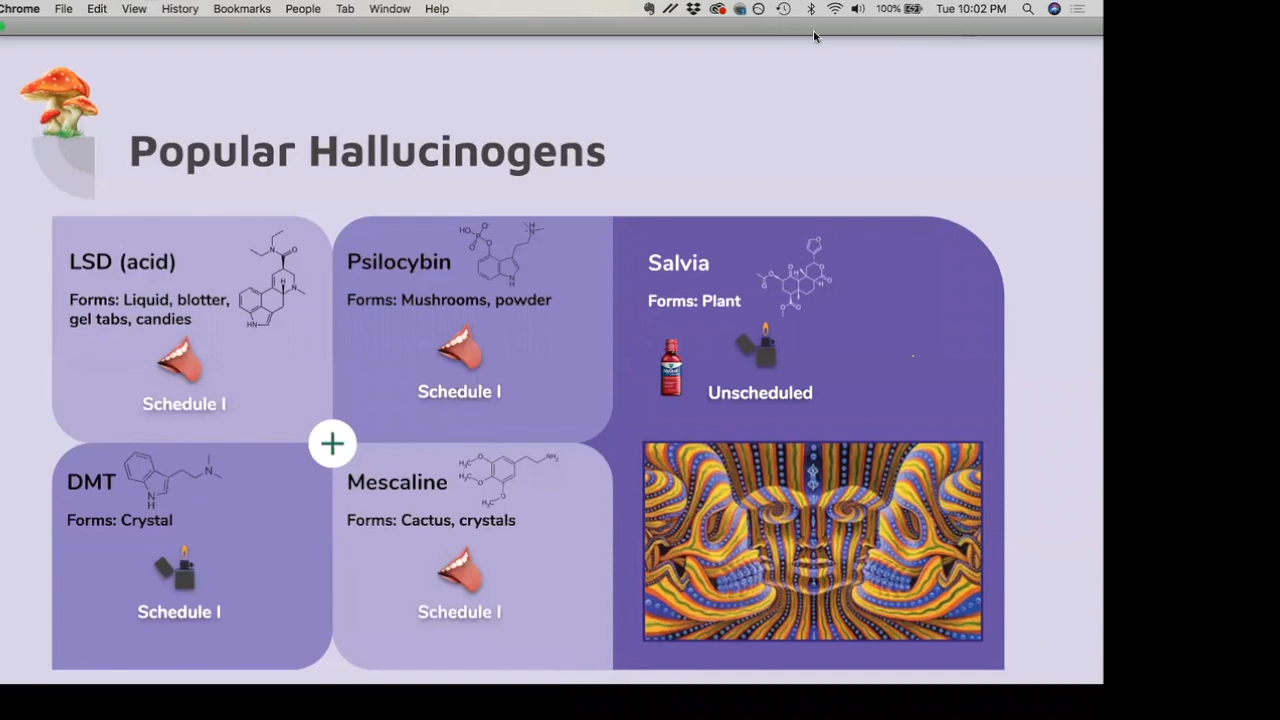 Chrome File Edit View History Bookmarks People Tab Window Help 100% Tue 10:02 PM
Popular Hallucinogens
LSD (acid)
Forms: Liquid, blotter,
gel tabs, candies
Schedule I
Psilocybin
Forms: Mushrooms, powder
Schedule I
Salvia
Forms: Plant
Unscheduled
DMT
Forms: Crystal
Schedule I
Mescaline
Forms: Cactus, crystals
Schedule I